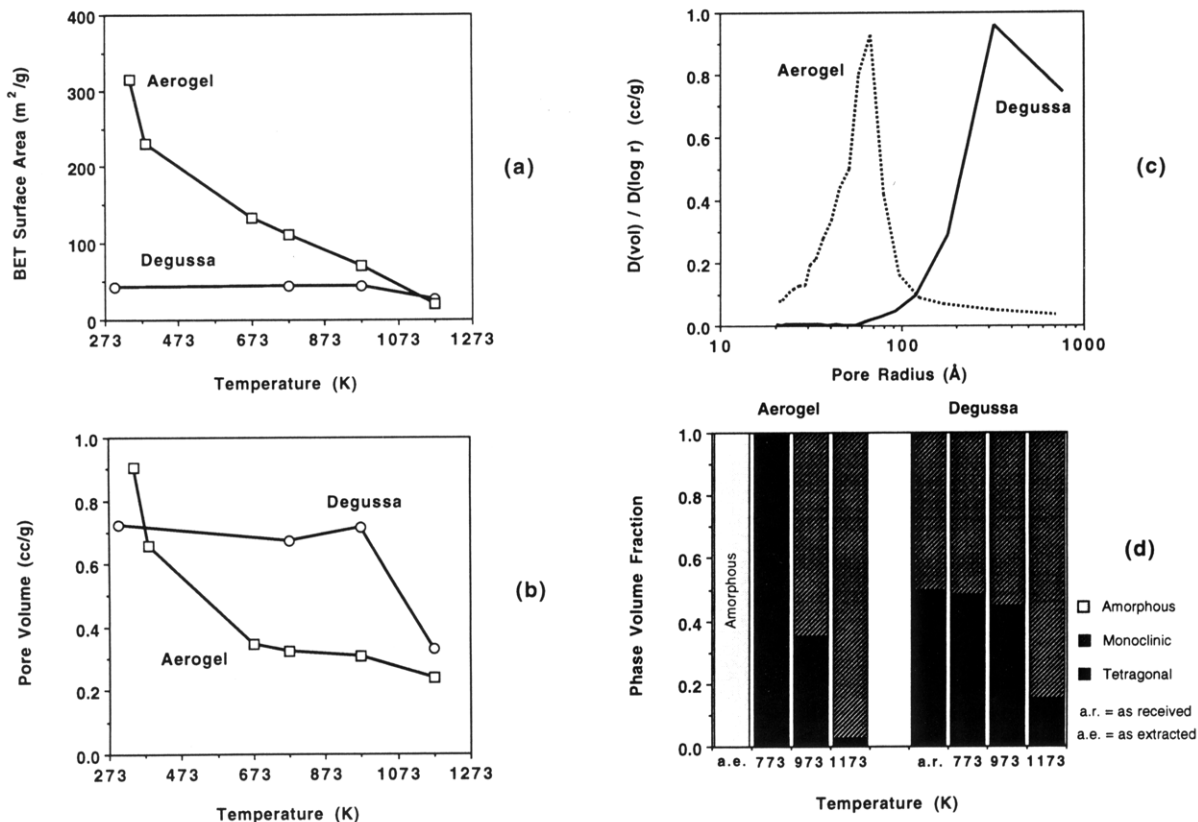 400
300
200
100
0
BET Surface Area (m²/g)
Aerogel
Degussa
273 473 673 873 1073 1273
Temperature (K)
(a)
1.0
0.8
0.6
0.4
0.2
0.0
Pore Volume (cc/g)
Degussa
Aerogel
273 473 673 873 1073 1273
Temperature (K)
(b)
1.0
0.8
0.6
0.4
0.2
0.0
D(vol) / D(log r) (cc/g)
Aerogel
Degussa
10 100 1000
Pore Radius (Å)
(c)
Aerogel Degussa
1.0
0.8
0.6
0.4
0.2
0.0
Phase Volume Fraction
Amorphous
a.e. 773 973 1173 a.r. 773 973 1173
Temperature (K)
(d)
Amorphous
Monoclinic
Tetragonal
a.r. = as received
a.e. = as extracted